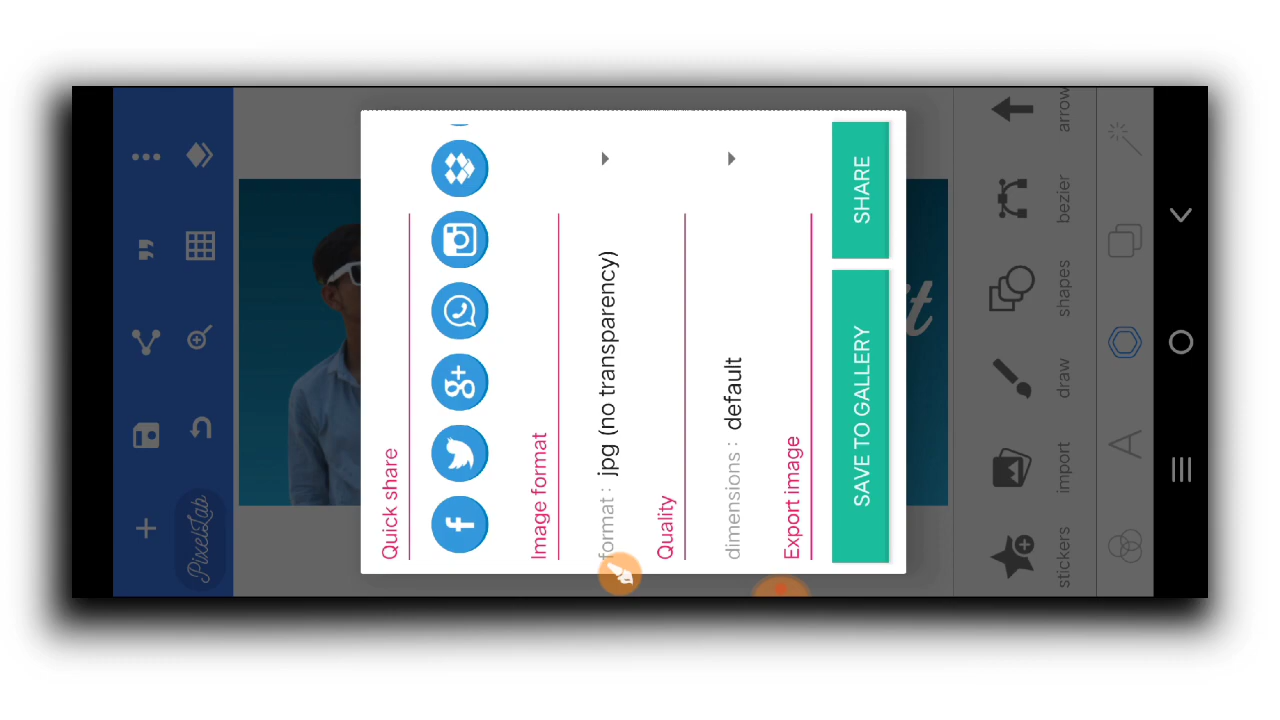 PixelLab
Quick share
Image format
format : jpg (no transparency)
Quality
dimensions : default
Export image
SAVE TO GALLERY
SHARE
stickers
import
draw
shapes
bezier
arrow